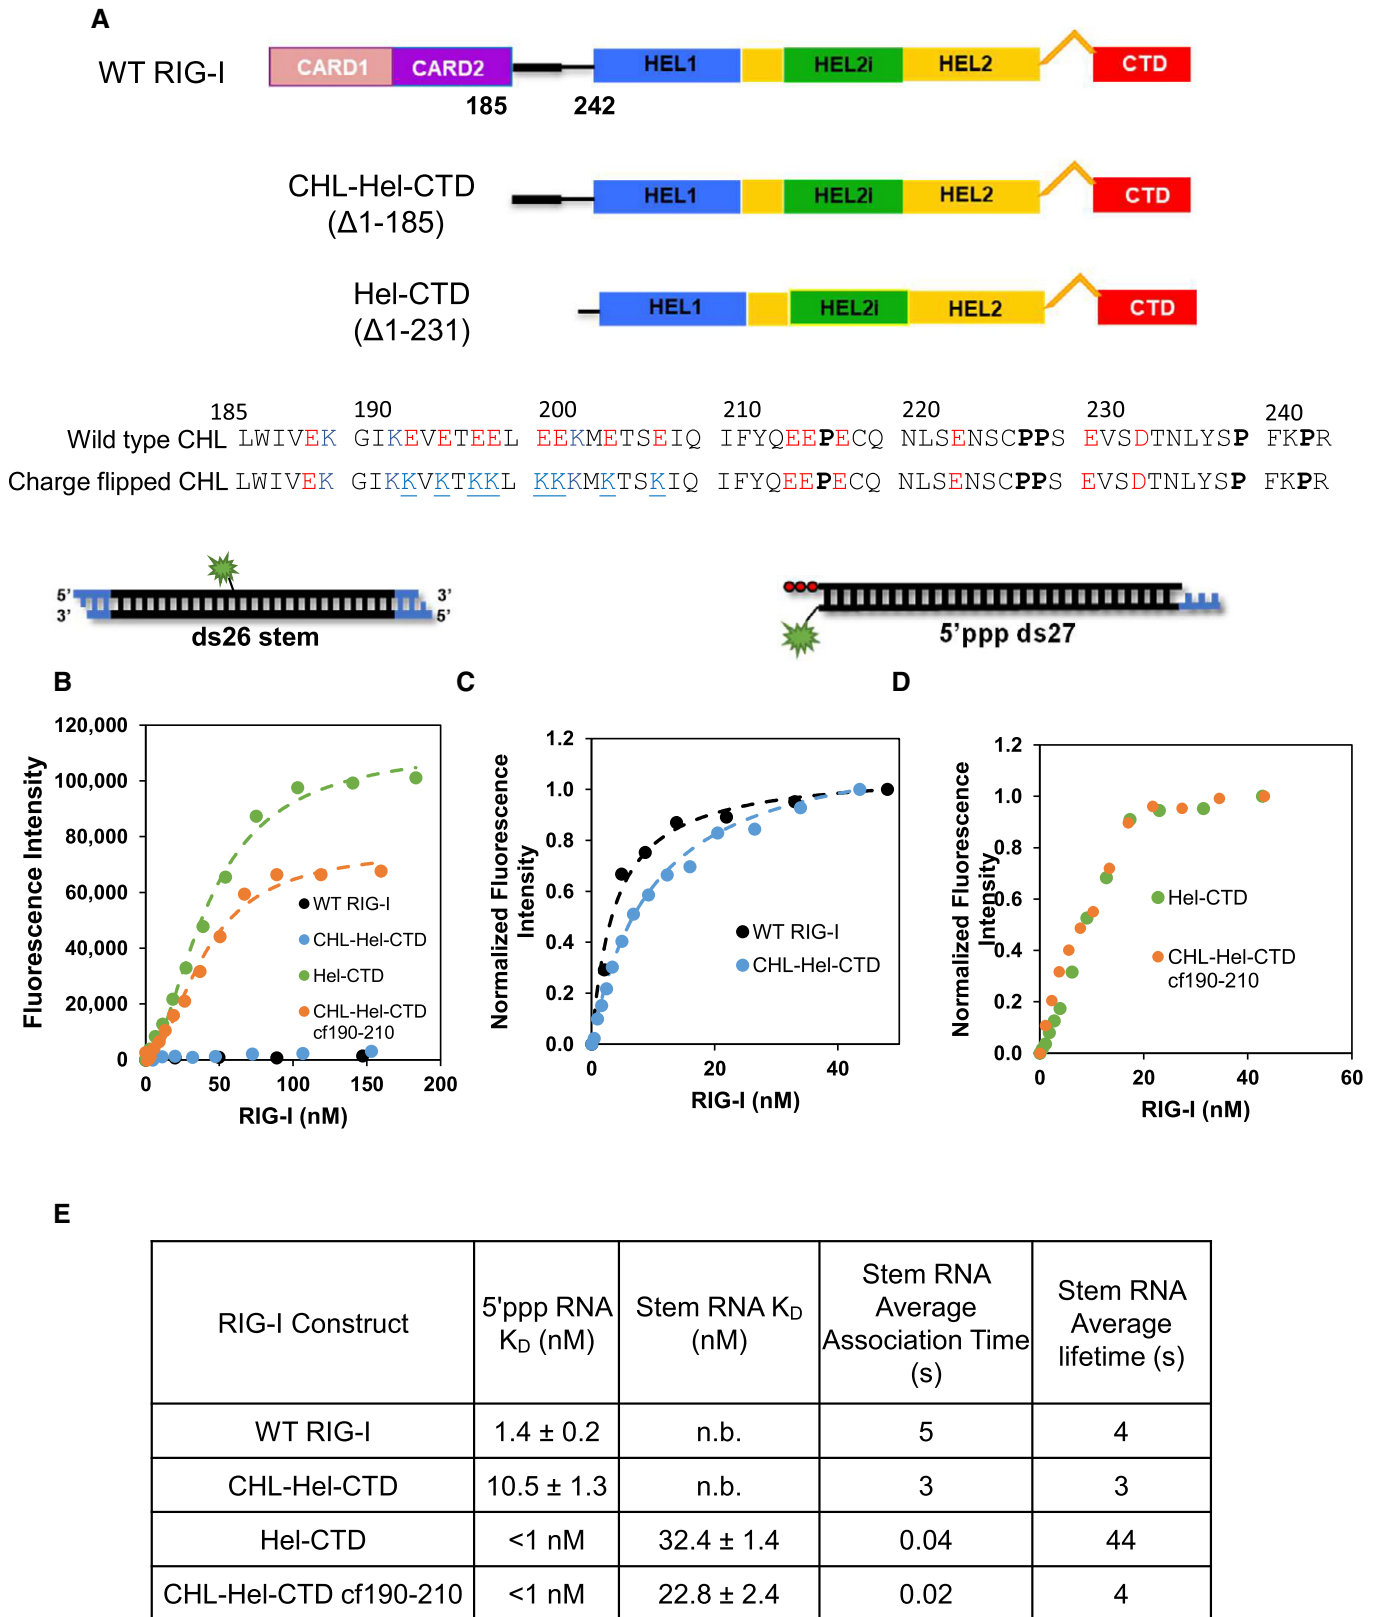 A
WT RIG-I
CARD1 CARD2 HEL1 HEL2i HEL2 CTD
185 242
CHL-Hel-CTD
(Δ1-185)
HEL1 HEL2i HEL2 CTD
Hel-CTD
(Δ1-231)
HEL1 HEL2i HEL2 CTD
185 190 200 210 220 230 240
Wild type CHL LWIVEK GIKEVETEEL EEKMETSEIQ IFYQEEPECQ NLSENSCPPS EVSDTNLYSP FKPR
Charge flipped CHL LWIVEK GIKKVKTKKL KKKMKTSKIQ IFYQEEPECQ NLSENSCPPS EVSDTNLYSP FKPR
5' 3'
3' 5'
ds26 stem
5'ppp ds27
B
Fluorescence Intensity
120,000
100,000
80,000
60,000
40,000
20,000
0
0 50 100 150 200
RIG-I (nM)
WT RIG-I
CHL-Hel-CTD
Hel-CTD
CHL-Hel-CTD
cf190-210
C
Normalized Fluorescence
Intensity
1.2
1.0
0.8
0.6
0.4
0.2
0.0
0 20 40
RIG-I (nM)
WT RIG-I
CHL-Hel-CTD
D
Normalized Fluorescence
Intensity
1.2
1.0
0.8
0.6
0.4
0.2
0.0
0 20 40 60
RIG-I (nM)
Hel-CTD
CHL-Hel-CTD
cf190-210
E
RIG-I Construct
5'ppp RNA
KD (nM)
Stem RNA KD
(nM)
Stem RNA
Average
Association Time
(s)
Stem RNA
Average
lifetime (s)
WT RIG-I 1.4 ± 0.2 n.b. 5 4
CHL-Hel-CTD 10.5 ± 1.3 n.b. 3 3
Hel-CTD <1 nM 32.4 ± 1.4 0.04 44
CHL-Hel-CTD cf190-210 <1 nM 22.8 ± 2.4 0.02 4